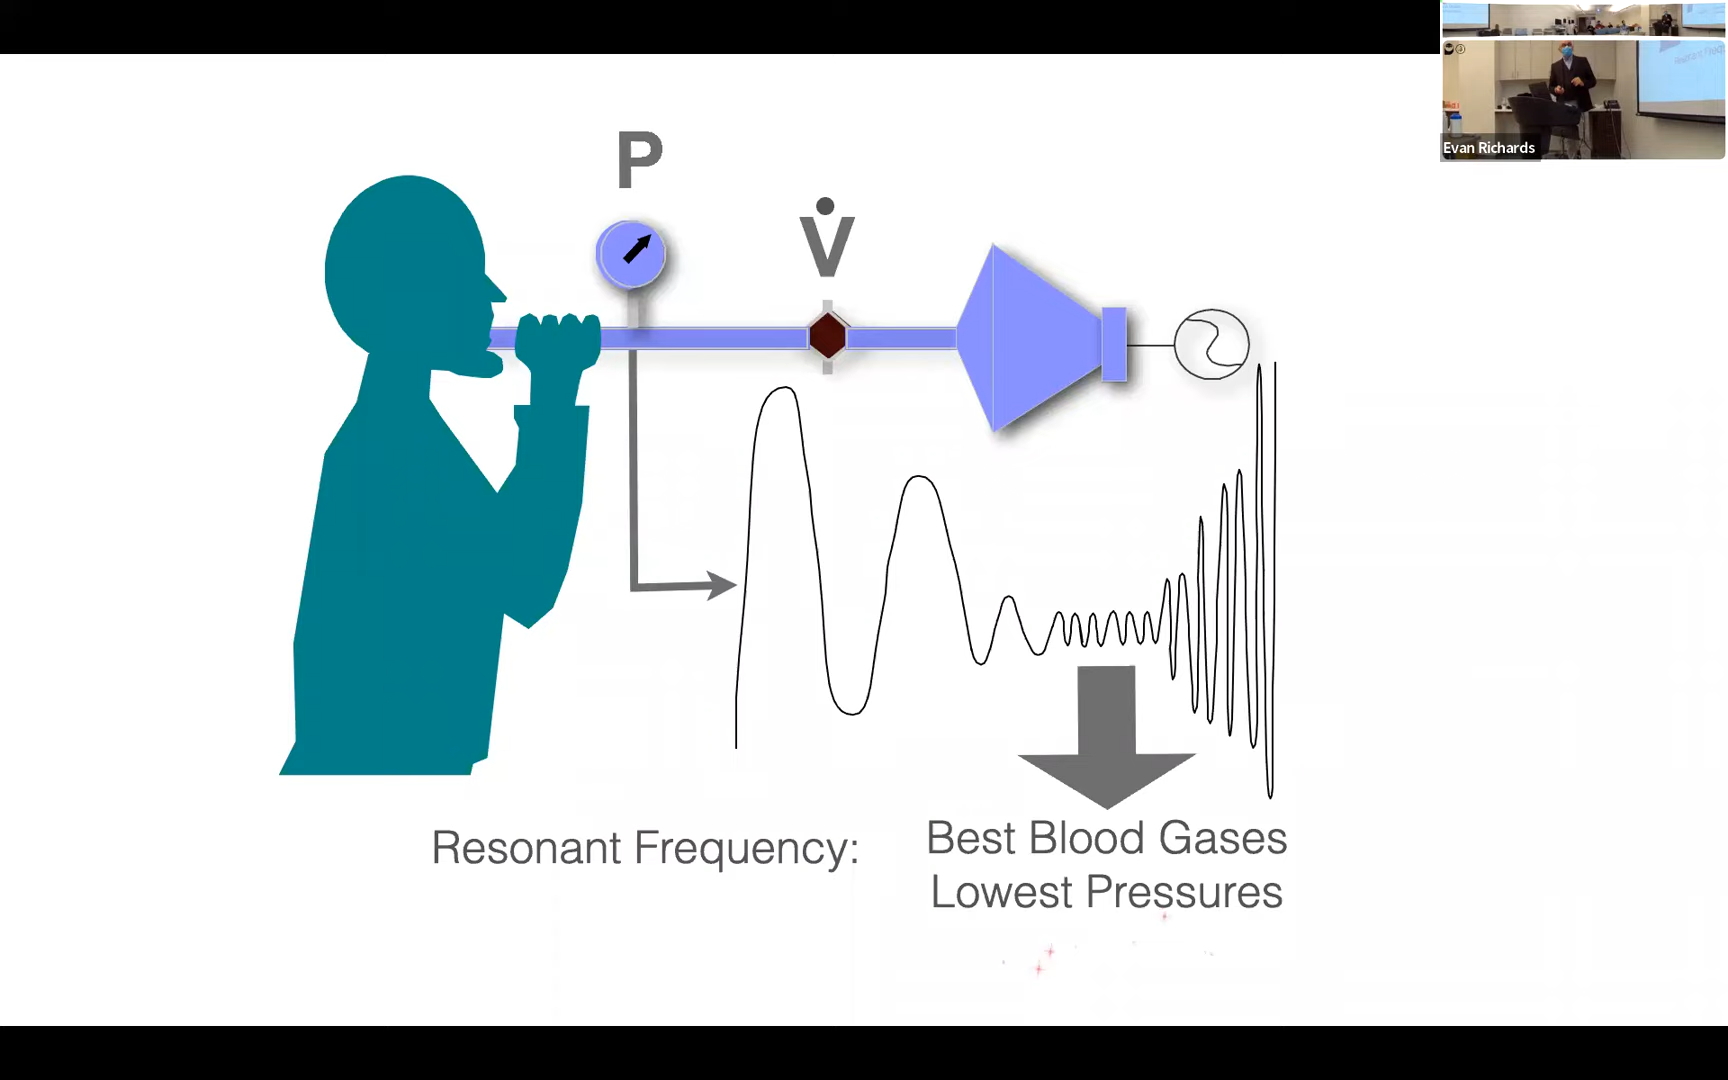 P
V̇
Evan Richards
Resonant Frequency:
Best Blood Gases
Lowest Pressures